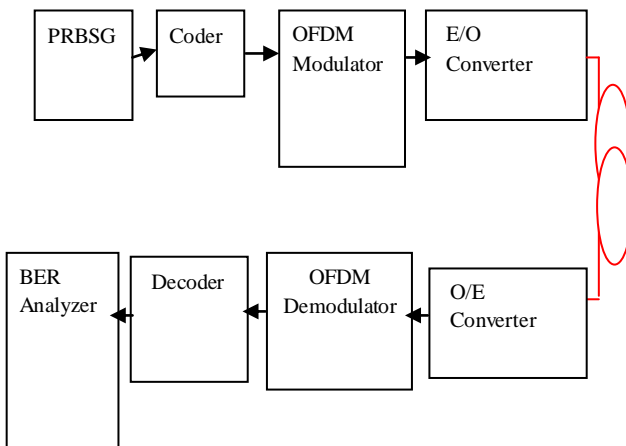 PRBSG
Coder
OFDM
Modulator
E/O
Converter
BER
Analyzer
Decoder
OFDM
Demodulator
O/E
Converter